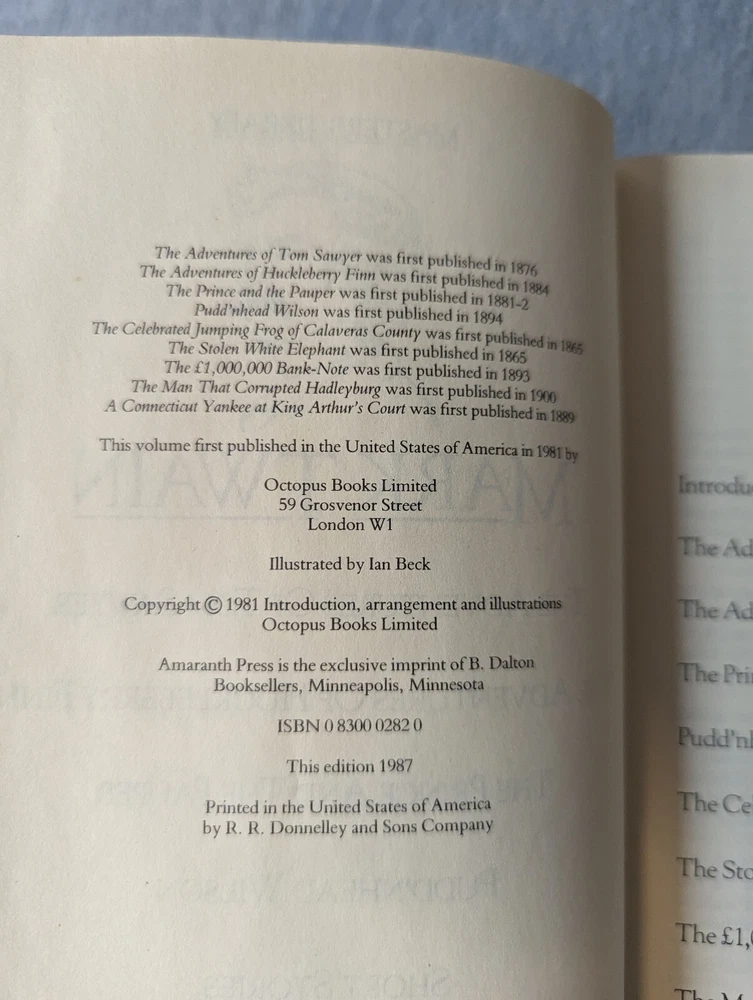 The Adventures of Tom Sawyer was first published in 1876
The Adventures of Huckleberry Finn was first published in 1884
The Prince and the Pauper was first published in 1881-2
Pudd'nhead Wilson was first published in 1894
The Celebrated Jumping Frog of Calaveras County was first published in 1865
The Stolen White Elephant was first published in 1865
The £1,000,000 Bank-Note was first published in 1893
The Man That Corrupted Hadleyburg was first published in 1900
A Connecticut Yankee at King Arthur's Court was first published in 1889
This volume first published in the United States of America in 1981 by
Octopus Books Limited
59 Grosvenor Street
London W1
Illustrated by Ian Beck
Copyright © 1981 Introduction, arrangement and illustrations
Octopus Books Limited
Amaranth Press is the exclusive imprint of B. Dalton
Booksellers, Minneapolis, Minnesota
ISBN 0 8300 0282 0
This edition 1987
Printed in the United States of America
by R. R. Donnelley and Sons Company
Introdu
The Ad
The Ad
The Pri
Pudd'nh
The Ce
The Sto
The £1,
The M